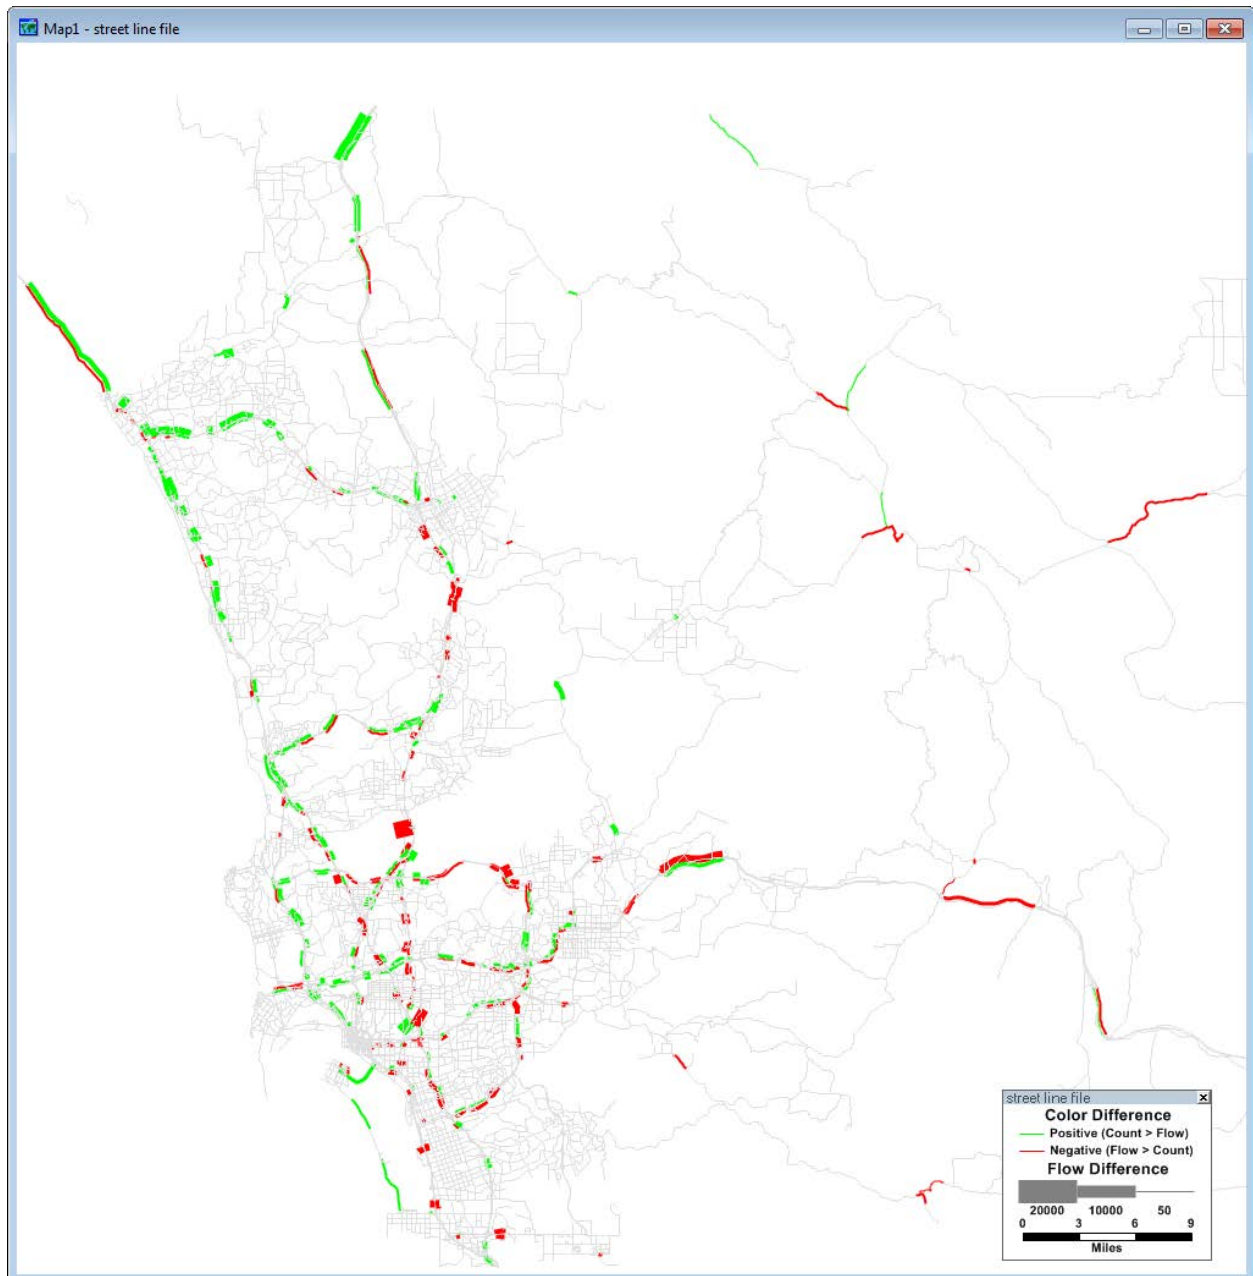 Map1 - street line file
street line file
Color Difference
Positive (Count > Flow)
Negative (Flow > Count)
Flow Difference
20000 10000 50
0 3 6 9
Miles